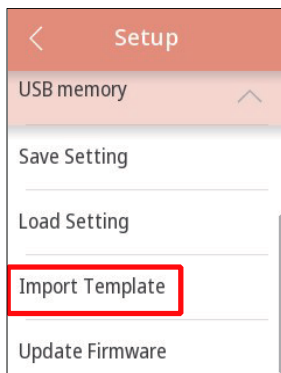 Setup
USB memory
Save Setting
Load Setting
Import Template
Update Firmware